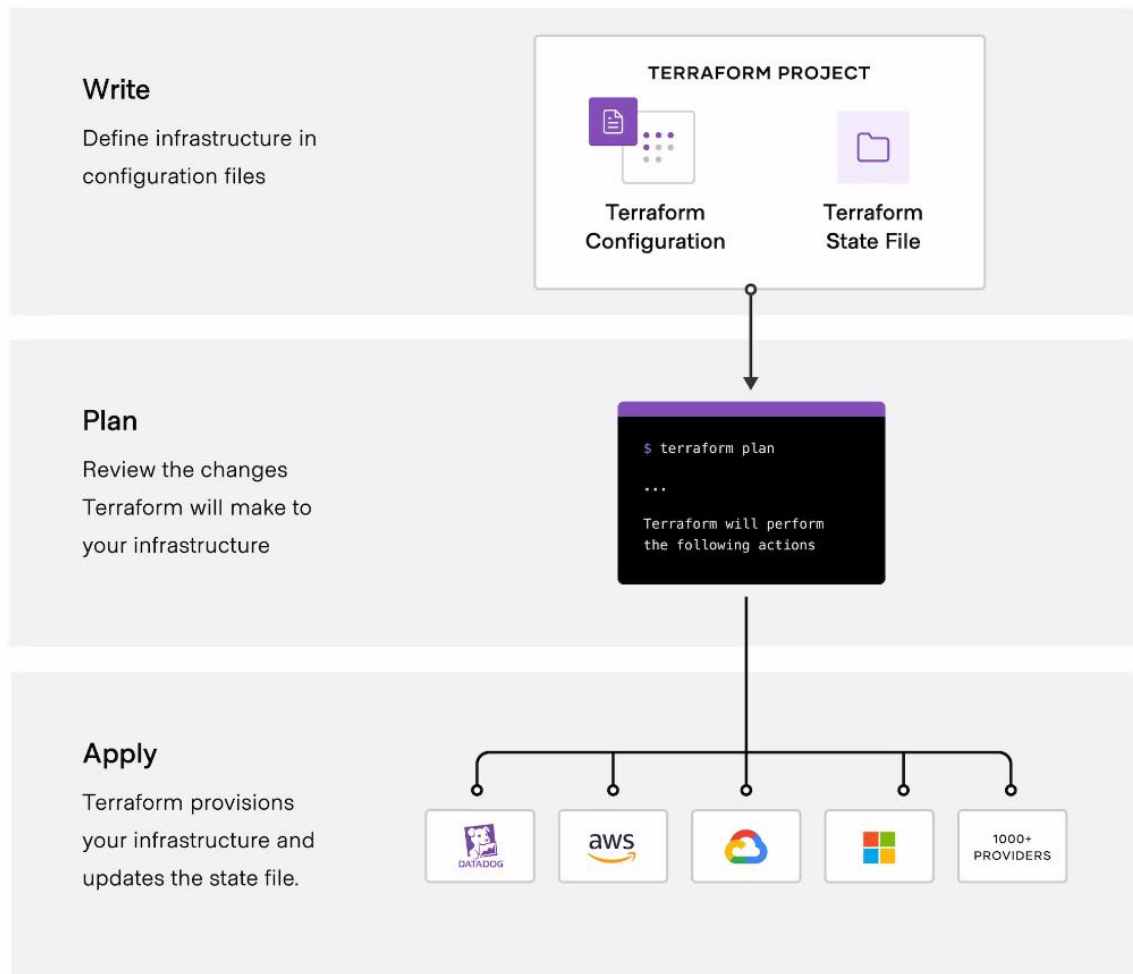 Write
Define infrastructure in
configuration files
TERRAFORM PROJECT
Terraform
Configuration
Terraform
State File
Plan
Review the changes
Terraform will make to
your infrastructure
$ terraform plan
...
Terraform will perform
the following actions
Apply
Terraform provisions
your infrastructure and
updates the state file.
DATADOG
aws
1000+
PROVIDERS